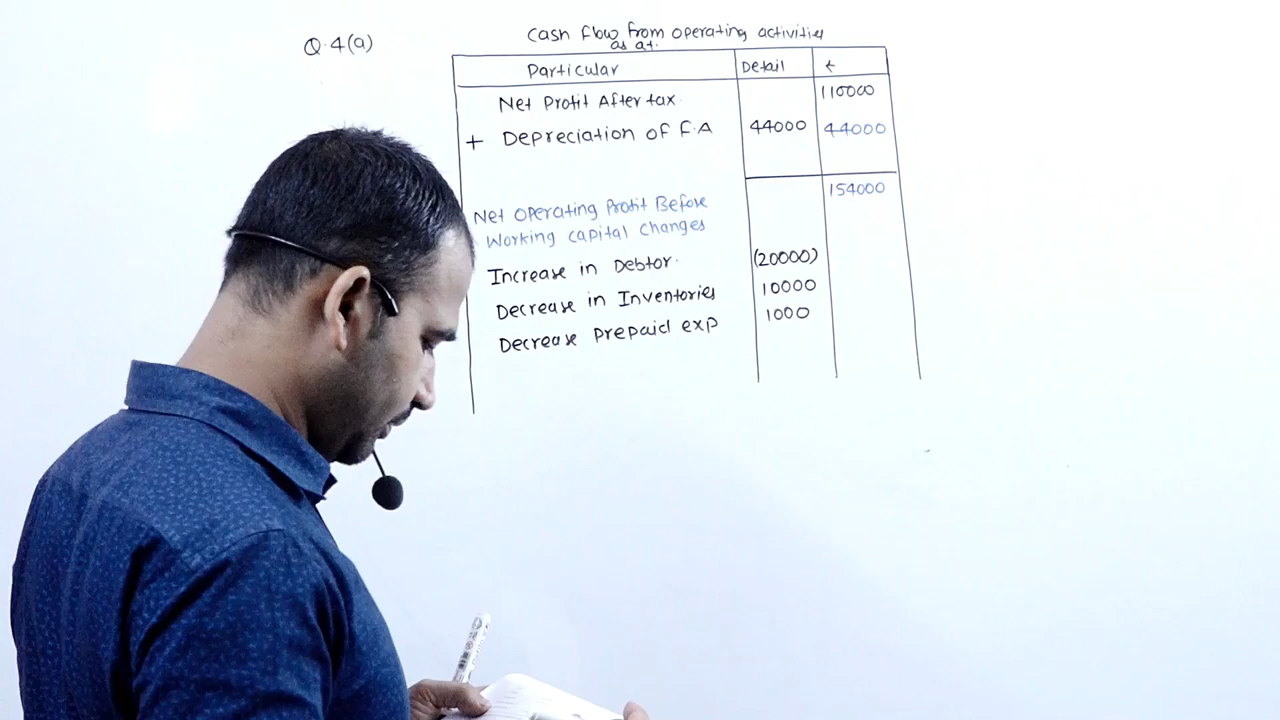 Q.4(a)
Cash flow from operating activities
as at.
Particular Detail ₹
Net Profit After tax. 110000
+ Depreciation of F.A 44000 44000
154000
Net Operating Profit Before
Working Capital Changes
Increase in Debtor. (20000)
Decrease in Inventories 10000
Decrease Prepaid exp 1000